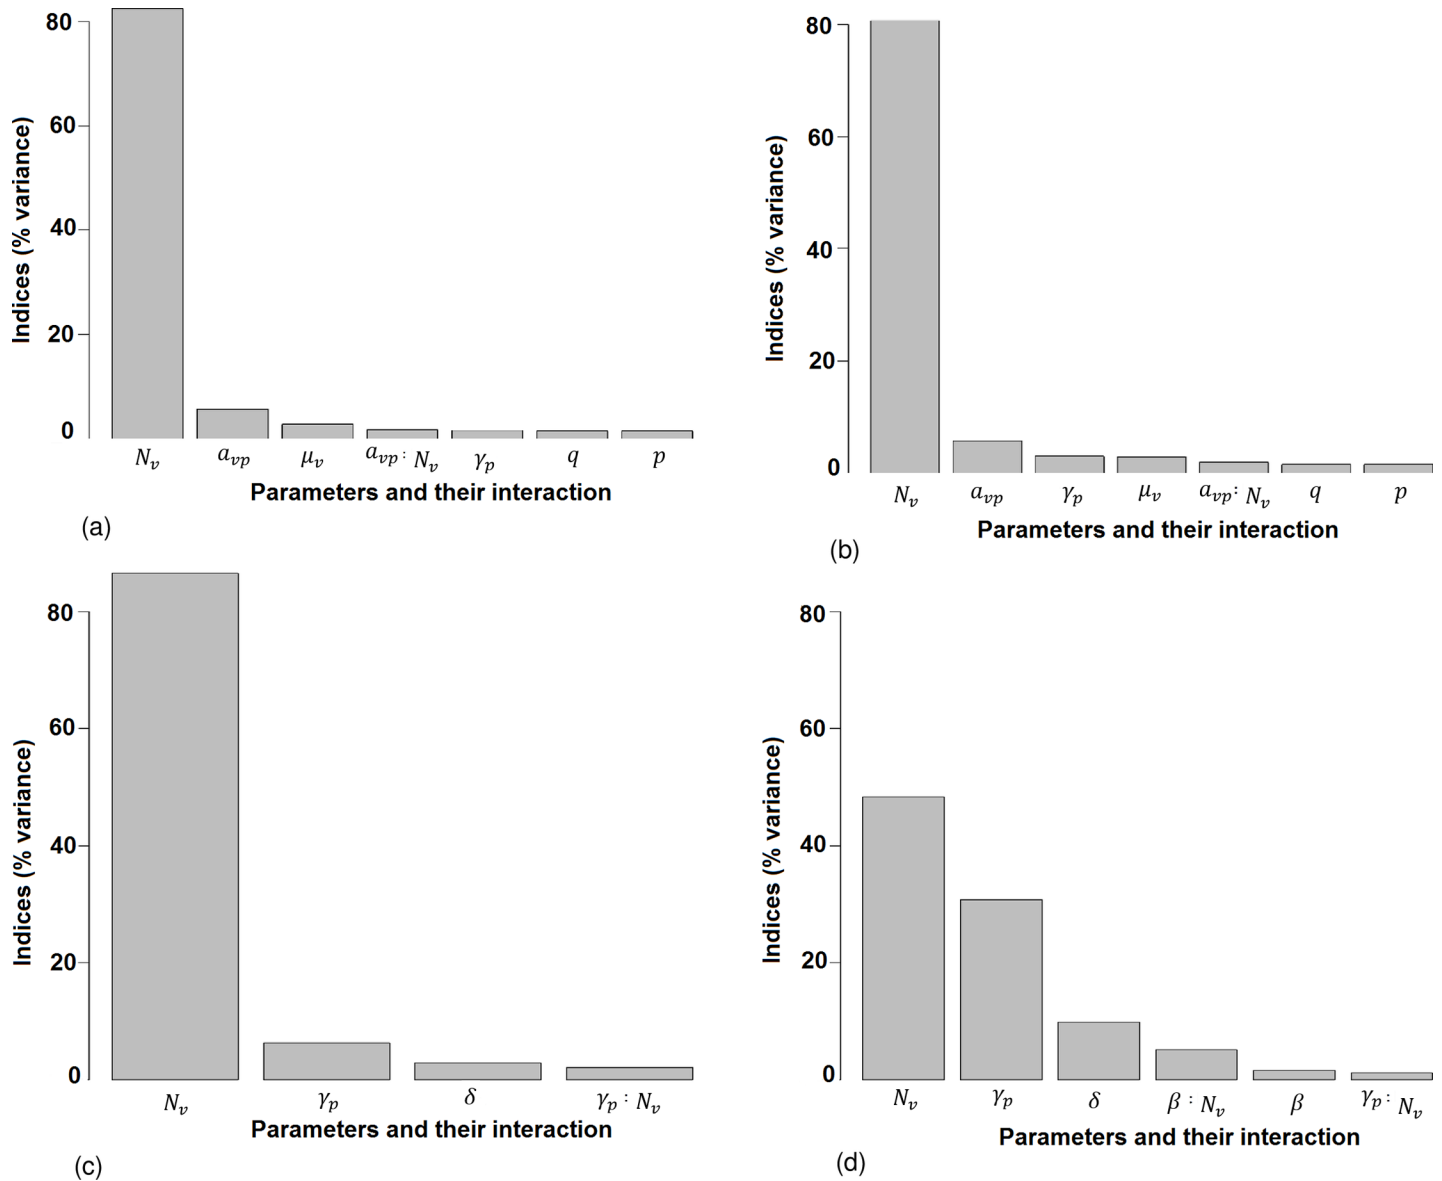 80
60
40
20
0
Indices (% variance)
N_v a_vp μ_v a_vp: N_v γ_p q p
Parameters and their interaction
(a)
80
60
40
20
0
Indices (% variance)
N_v a_vp γ_p μ_v a_vp: N_v q p
Parameters and their interaction
(b)
80
60
40
20
0
Indices (% variance)
N_v γ_p δ γ_p : N_v
Parameters and their interaction
(c)
80
60
40
20
0
Indices (% variance)
N_v γ_p δ β : N_v β γ_p: N_v
Parameters and their interaction
(d)